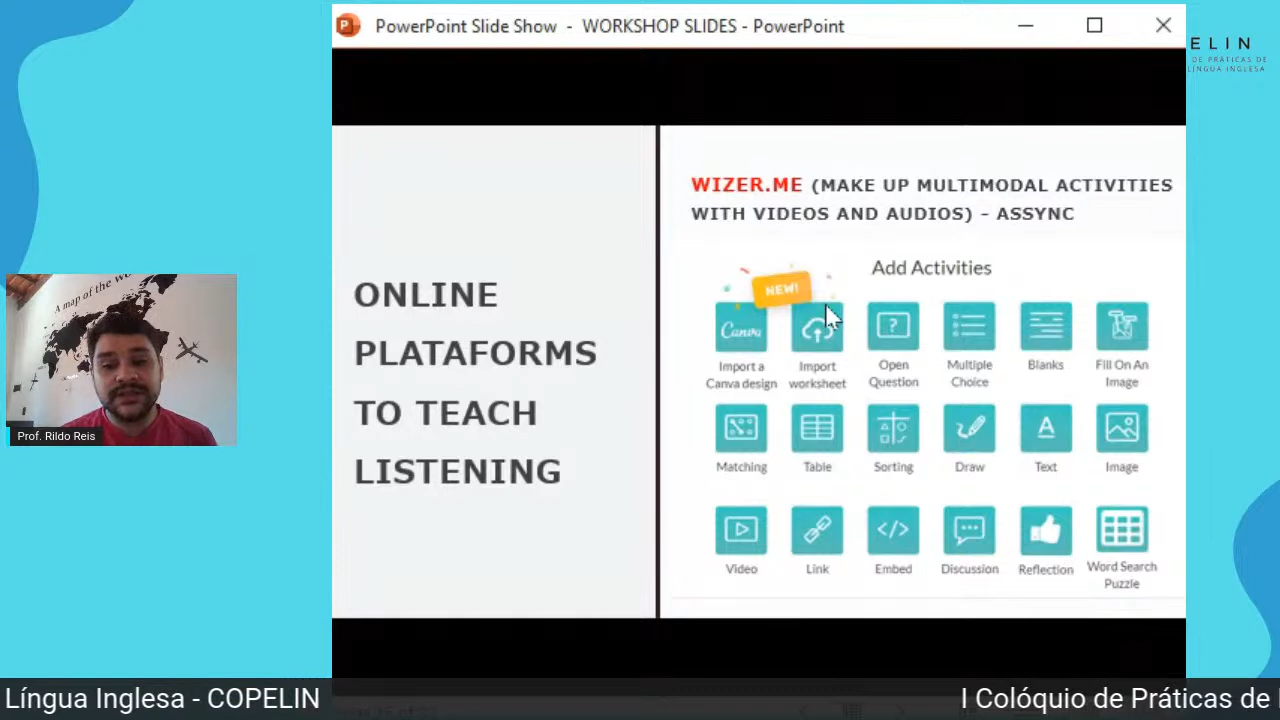 PowerPoint Slide Show - WORKSHOP SLIDES - PowerPoint
ELIN
DE PRÁTICAS DE
LÍNGUA INGLESA
WIZER.ME (MAKE UP MULTIMODAL ACTIVITIES
WITH VIDEOS AND AUDIOS) - ASSYNC
ONLINE
PLATAFORMS
TO TEACH
LISTENING
Add Activities
NEW!
Canva
Import a
Canva design
Import
worksheet
Open
Question
Multiple
Choice
Blanks
Fill On An
Image
Matching
Table
Sorting
Draw
Text
Image
Video
Link
Embed
Discussion
Reflection
Word Search
Puzzle
A map of the wo
Prof. Rildo Reis
Língua Inglesa - COPELIN
I Colóquio de Práticas de